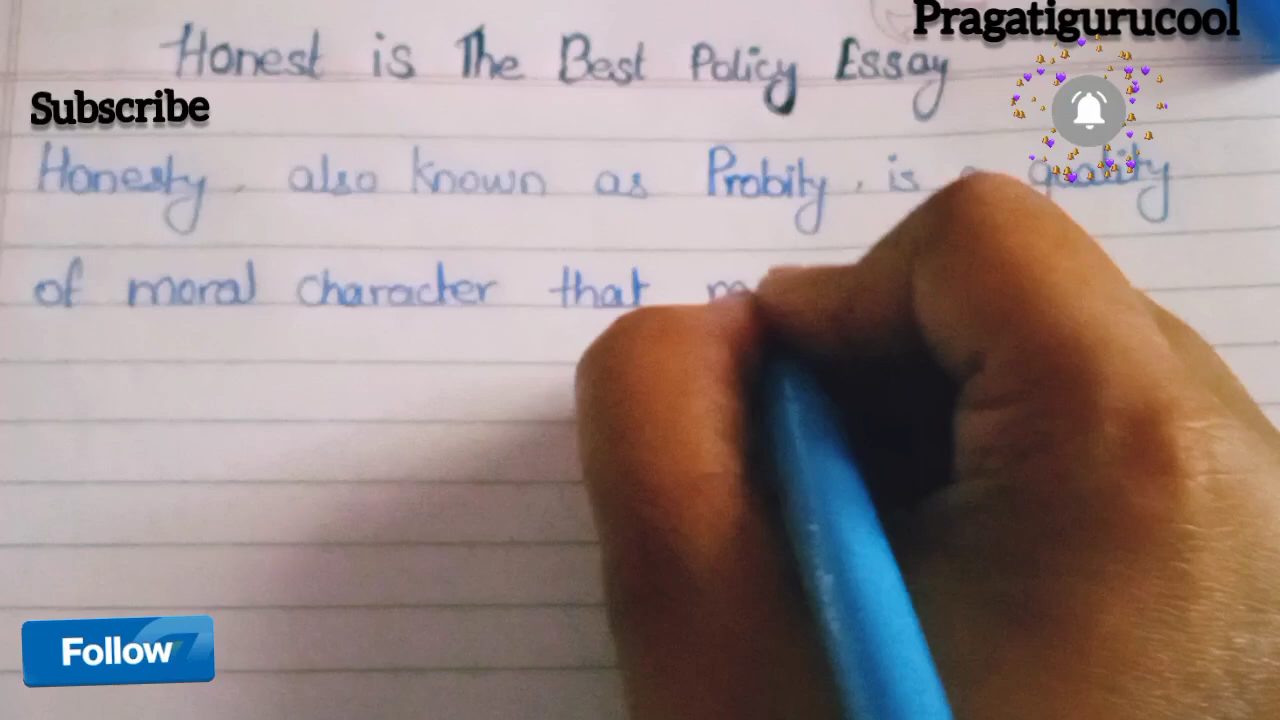 Pragatigurucool
Honest is The Best Policy Essay
Subscribe
Honesty, also known as Probity, is a quality
of moral character that
Follow